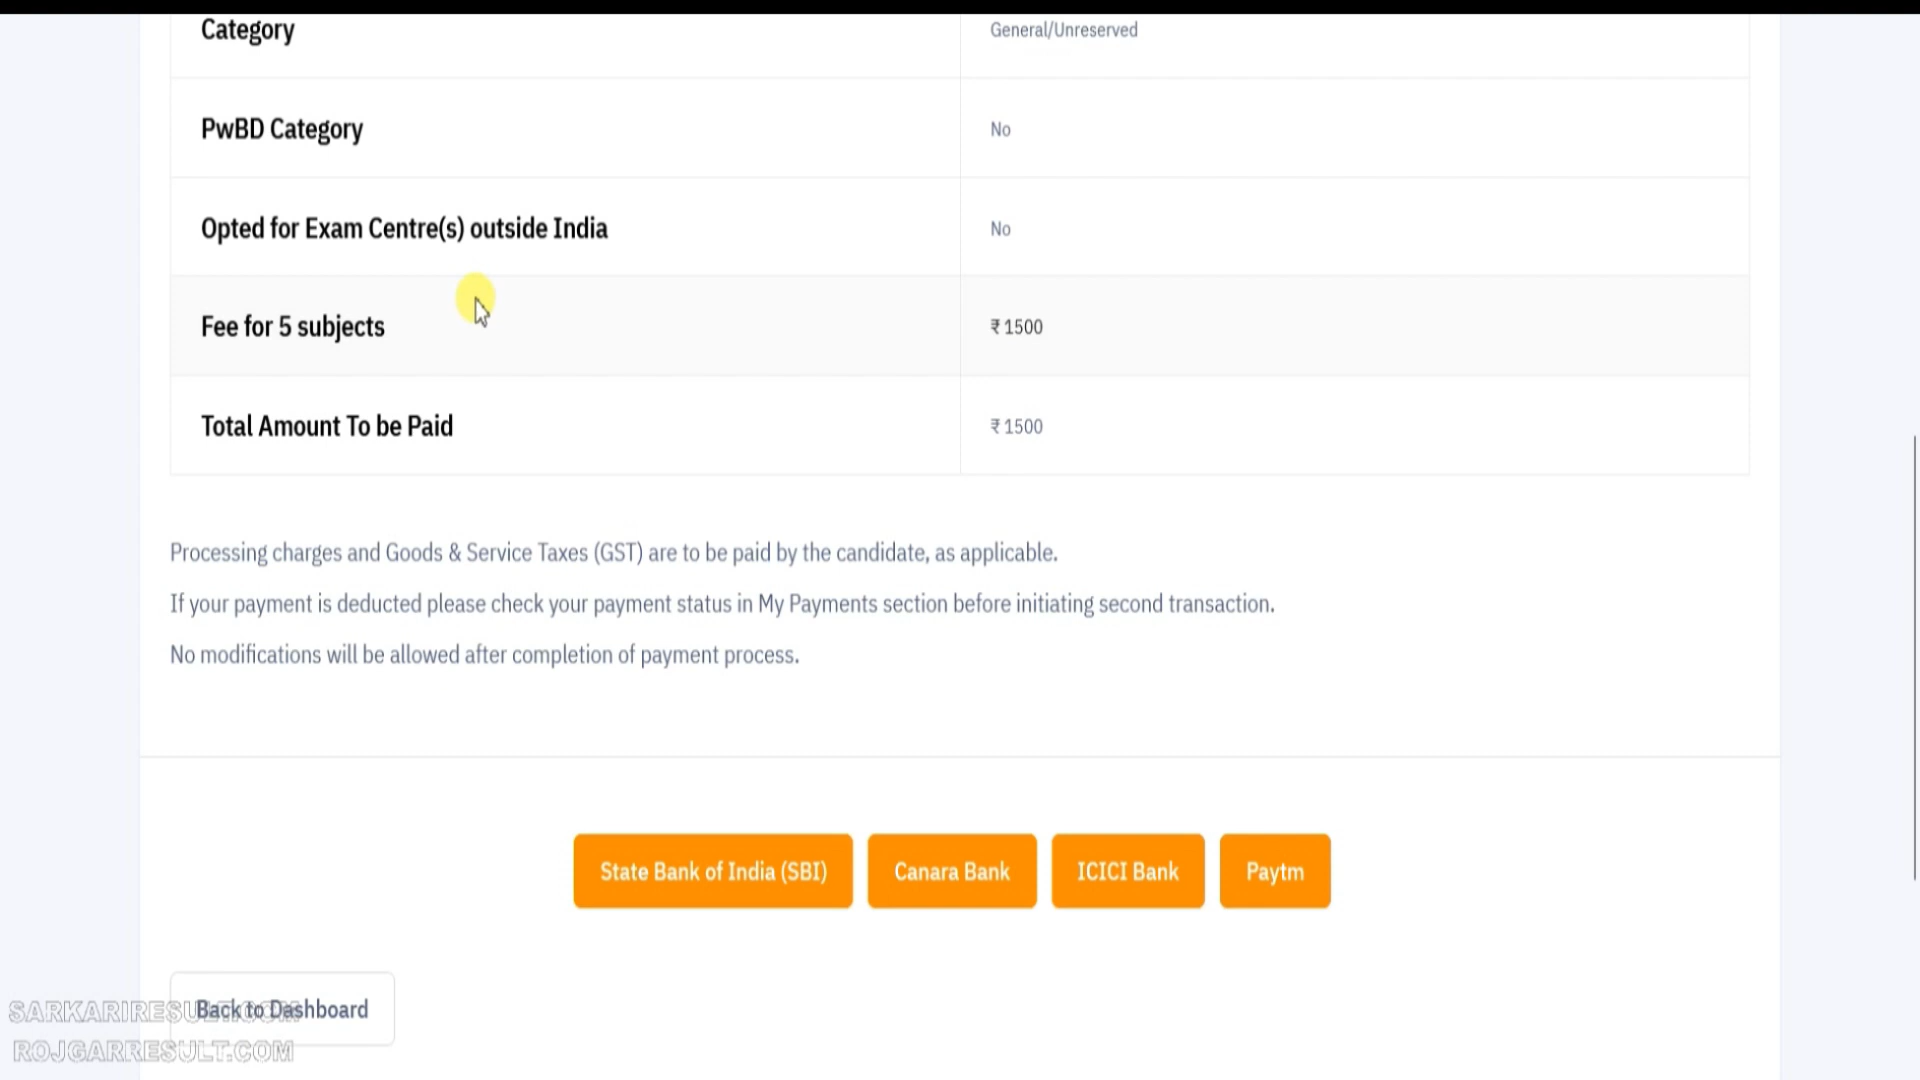 Category
General/Unreserved
PwBD Category
No
Opted for Exam Centre(s) outside India
No
Fee for 5 subjects
₹ 1500
Total Amount To be Paid
₹ 1500
Processing charges and Goods & Service Taxes (GST) are to be paid by the candidate, as applicable.
If your payment is deducted please check your payment status in My Payments section before initiating second transaction.
No modifications will be allowed after completion of payment process.
State Bank of India (SBI)
Canara Bank
ICICI Bank
Paytm
Back to Dashboard
SARKARIRESULT.COM
ROJGARRESULT.COM